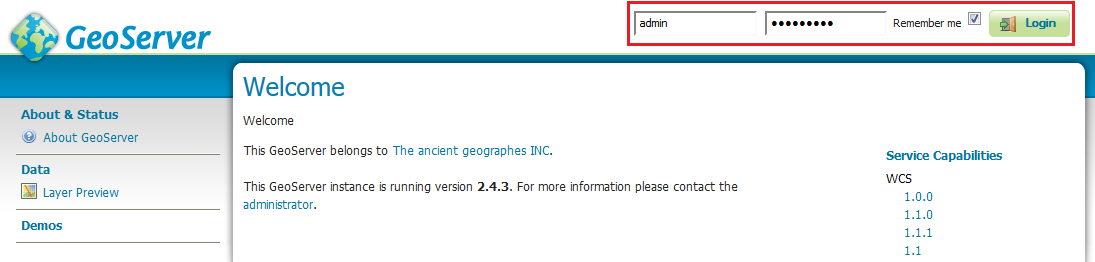 GeoServer
admin ••••••••• Remember me Login
Welcome
Welcome
This GeoServer belongs to The ancient geographes INC.
This GeoServer instance is running version 2.4.3. For more information please contact the
administrator.
About & Status
About GeoServer
Data
Layer Preview
Demos
Service Capabilities
WCS
1.0.0
1.1.0
1.1.1
1.1